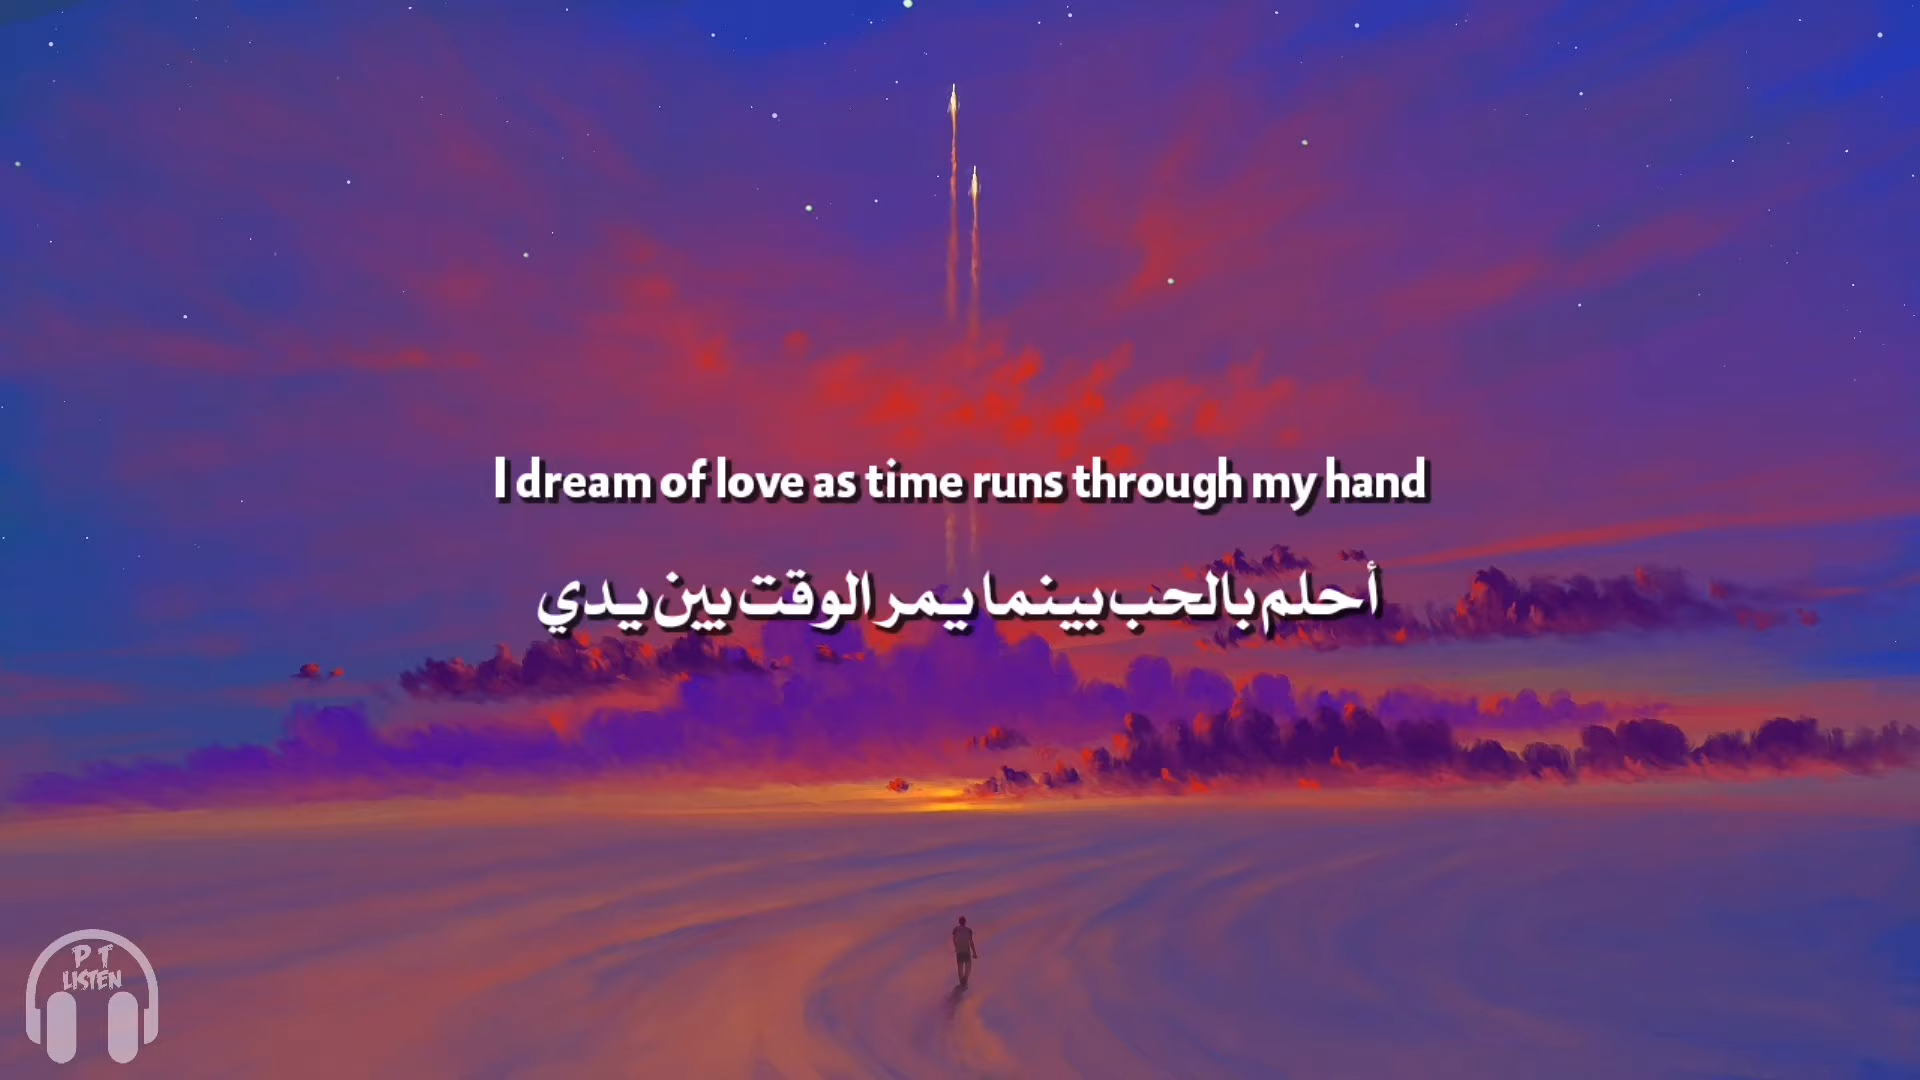 I dream of love as time runs through my hand
أحلم بالحب بينما يمر الوقت بين يدي
P T
LISTEN